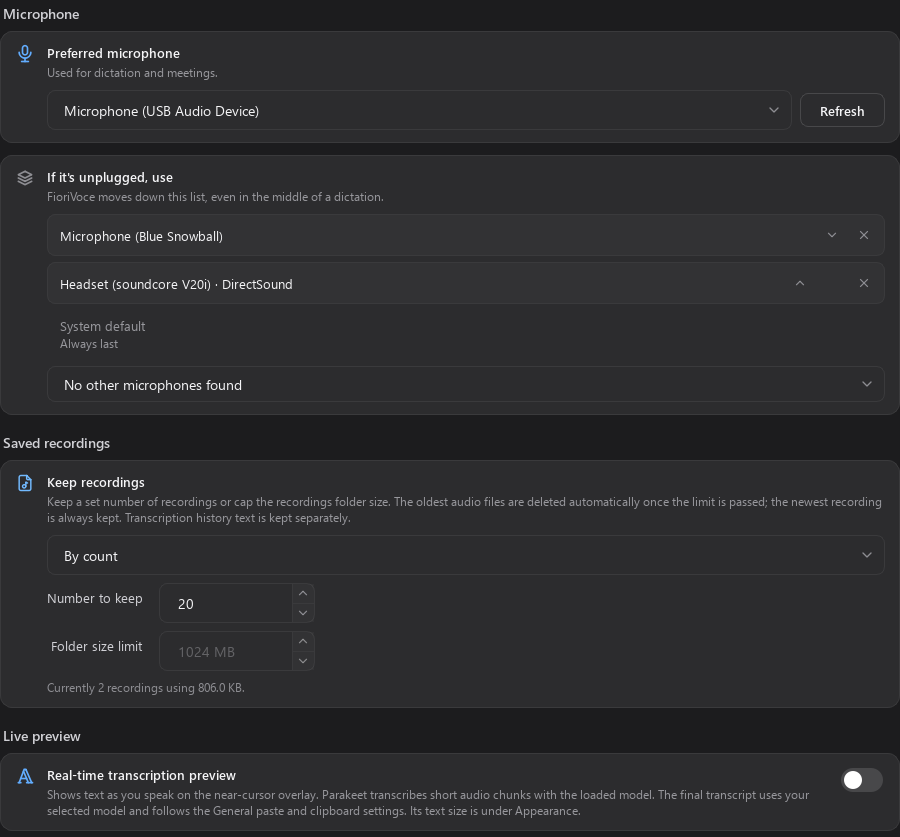 Microphone
Preferred microphone
Used for dictation and meetings.
Microphone (USB Audio Device)
Refresh
If it's unplugged, use
FioriVoce moves down this list, even in the middle of a dictation.
Microphone (Blue Snowball)
Headset (soundcore V20i) · DirectSound
System default
Always last
No other microphones found
Saved recordings
Keep recordings
Keep a set number of recordings or cap the recordings folder size. The oldest audio files are deleted automatically once the limit is passed; the newest recording
is always kept. Transcription history text is kept separately.
By count
Number to keep
20
Folder size limit
1024 MB
Currently 2 recordings using 806.0 KB.
Live preview
Real-time transcription preview
Shows text as you speak on the near-cursor overlay. Parakeet transcribes short audio chunks with the loaded model. The final transcript uses your
selected model and follows the General paste and clipboard settings. Its text size is under Appearance.